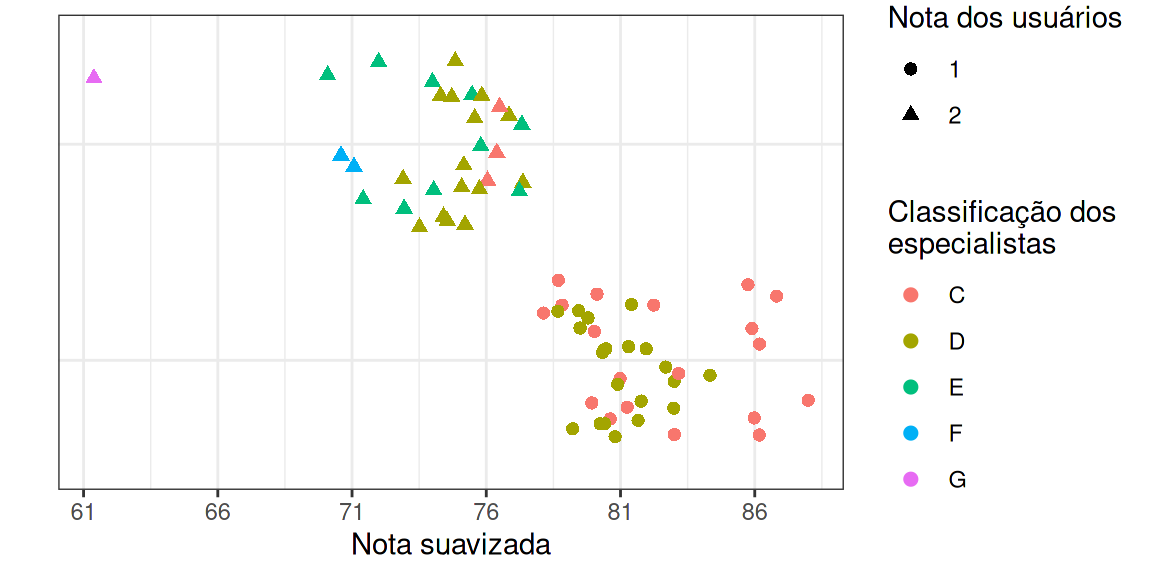 Nota dos usuários
1
2
Classificação dos
especialistas
C
D
E
F
G
61 66 71 76 81 86
Nota suavizada